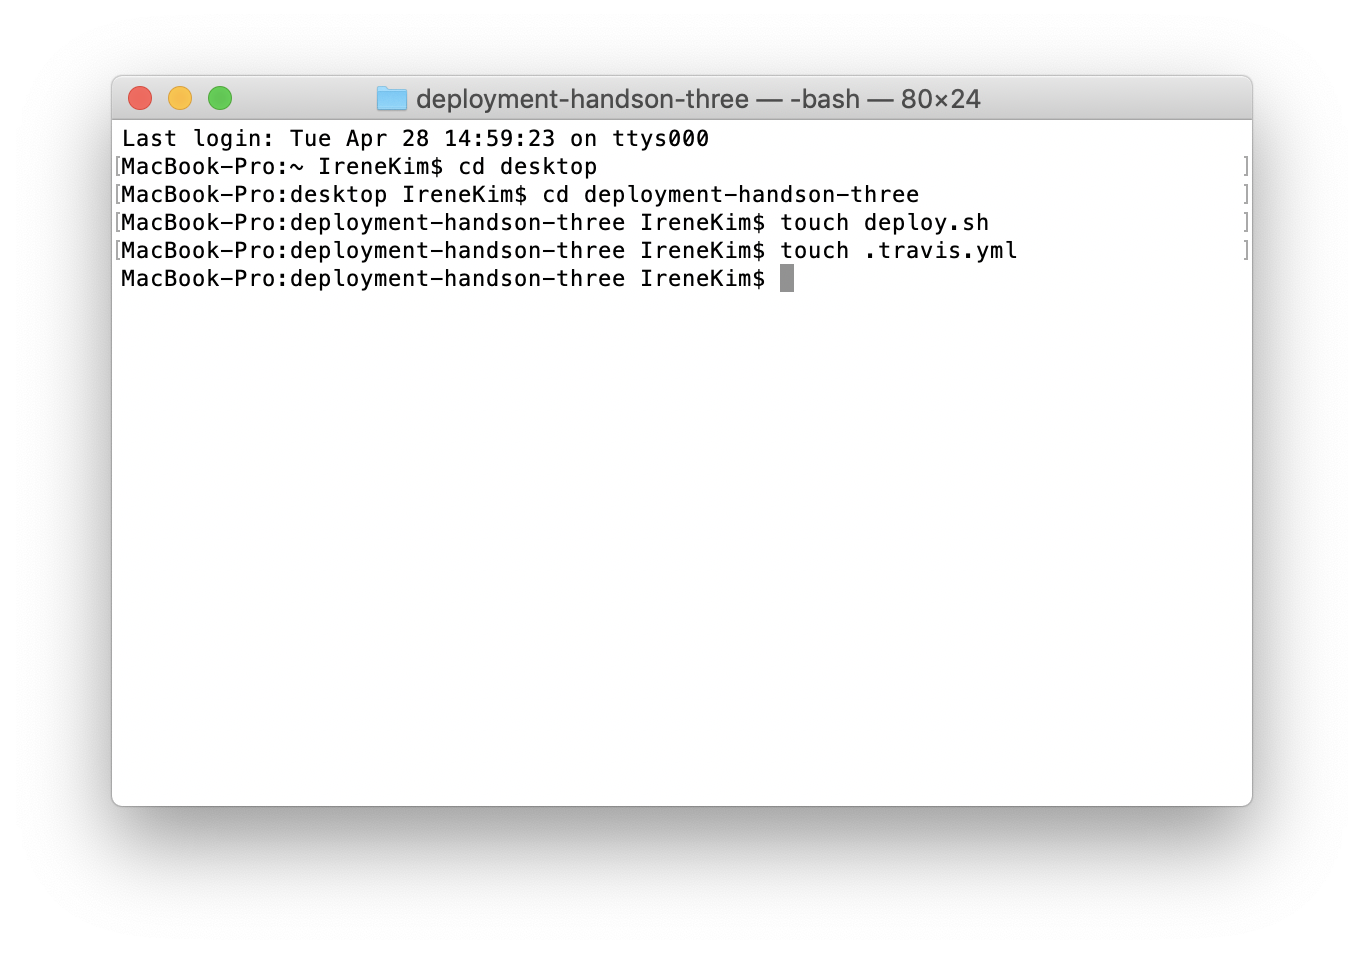 deployment-handson-three — -bash — 80×24
Last login: Tue Apr 28 14:59:23 on ttys000
[MacBook-Pro:~ IreneKim$ cd desktop ]
[MacBook-Pro:desktop IreneKim$ cd deployment-handson-three ]
[MacBook-Pro:deployment-handson-three IreneKim$ touch deploy.sh ]
[MacBook-Pro:deployment-handson-three IreneKim$ touch .travis.yml ]
MacBook-Pro:deployment-handson-three IreneKim$